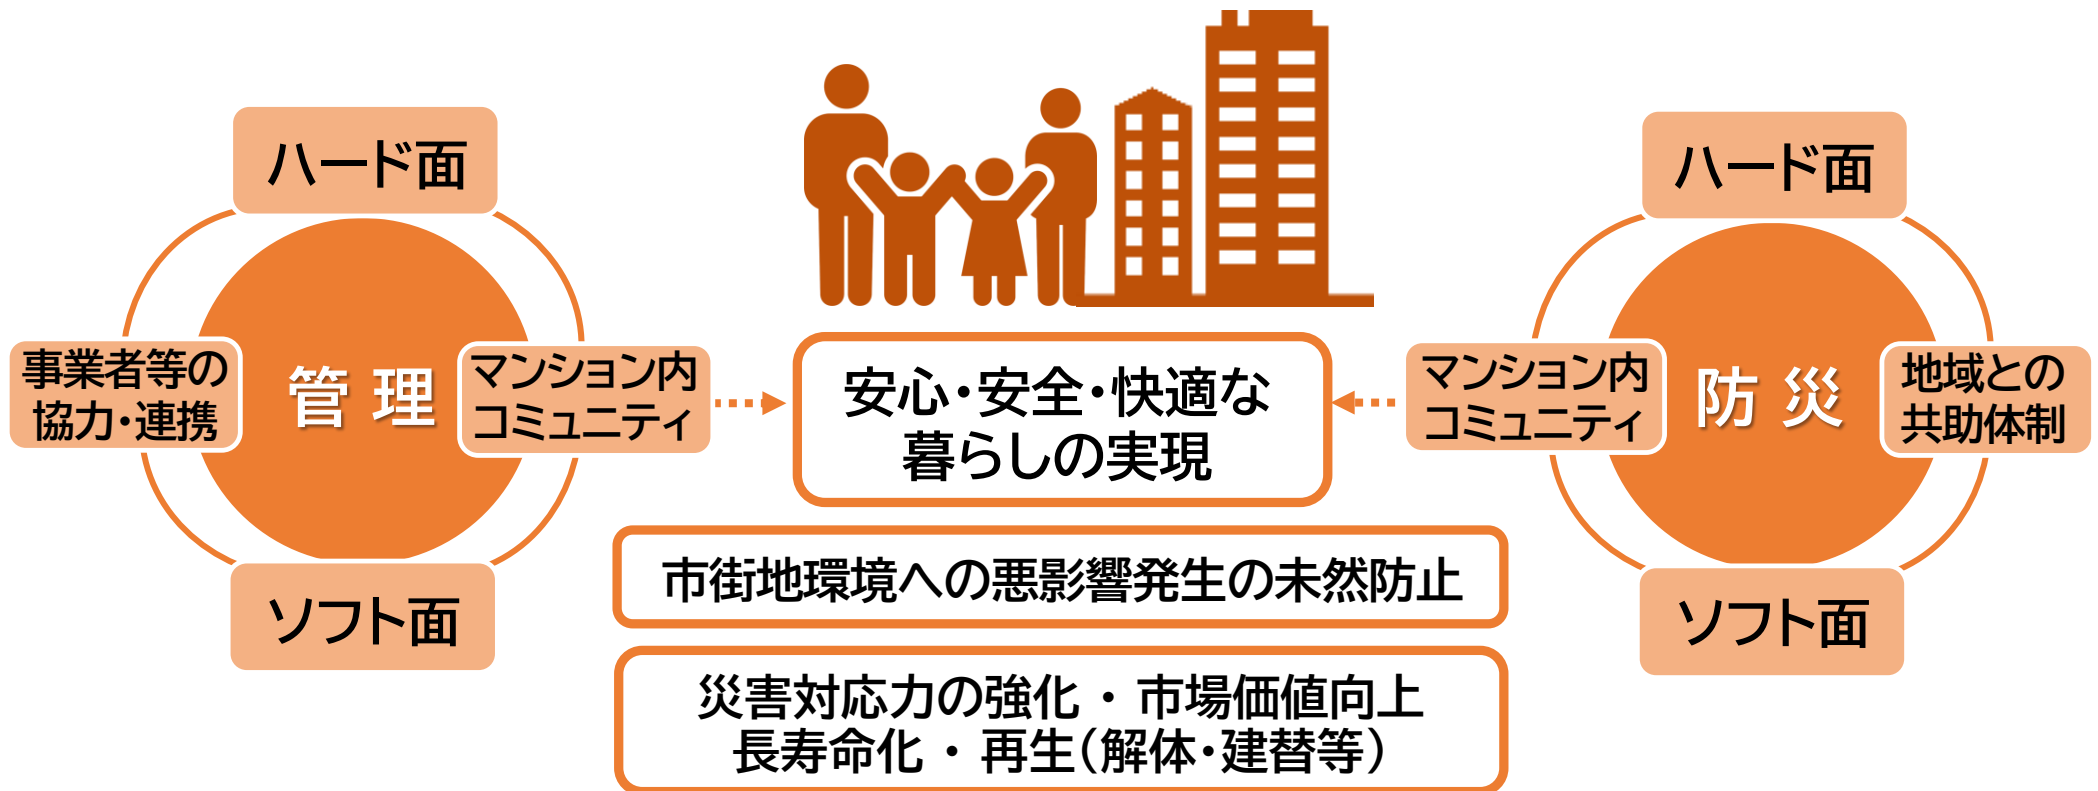 ハード面
事業者等の
協力・連携
管理
マンション内
コミュニティ
ソフト面
安心・安全・快適な
暮らしの実現
市街地環境への悪影響発生の未然防止
災害対応力の強化・市場価値向上
長寿命化・再生(解体・建替等)
ハード面
マンション内
コミュニティ
防災
地域との
共助体制
ソフト面